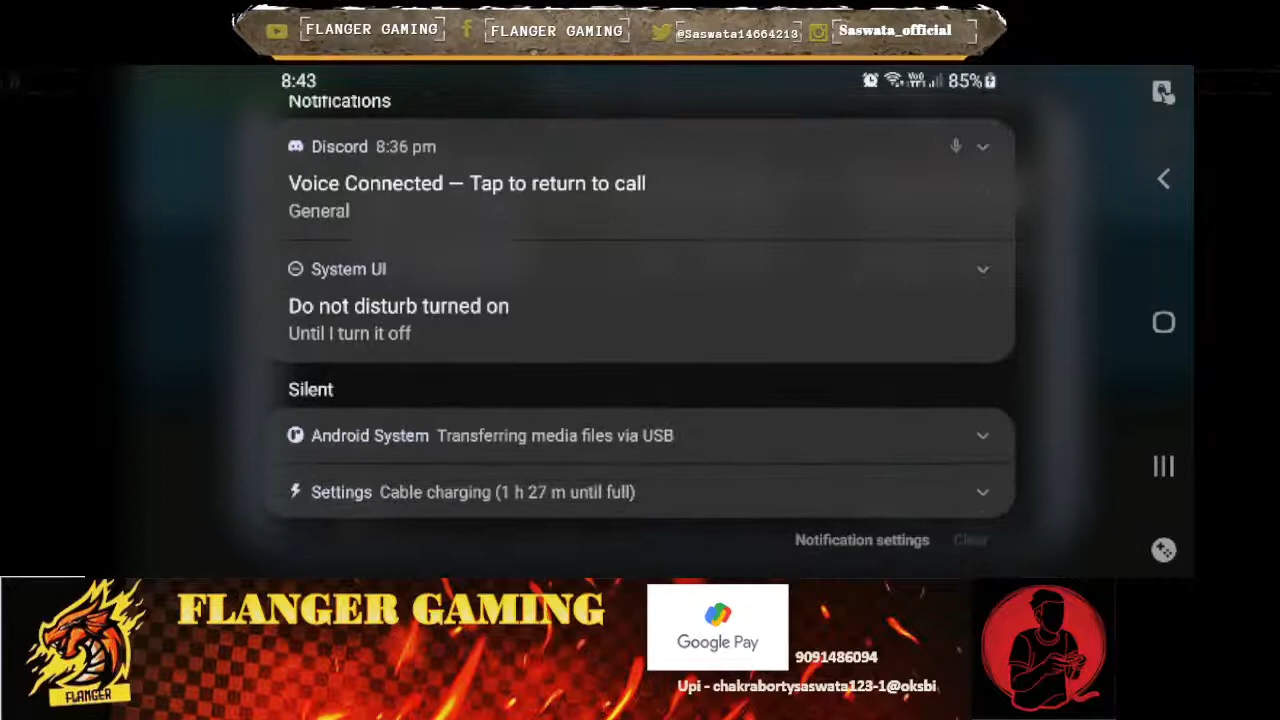 FLANGER GAMING
FLANGER GAMING
@Saswata14664213
Saswata_official
8:43
85%
Notifications
Discord 8:36 pm
Voice Connected — Tap to return to call
General
System UI
Do not disturb turned on
Until I turn it off
Silent
Android System Transferring media files via USB
Settings Cable charging (1 h 27 m until full)
Notification settings Clear
FLANGER GAMING
FLANGER
Google Pay
9091486094
Upi - chakrabortysaswata123-1@oksbi